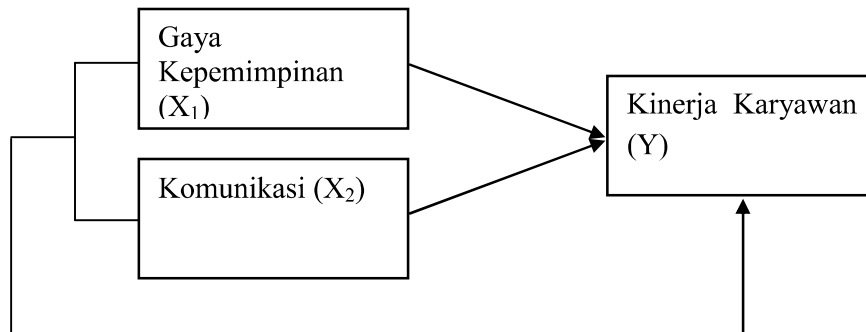 Gaya
Kepemimpinan
(X₁)
Komunikasi (X₂)
Kinerja Karyawan
(Y)